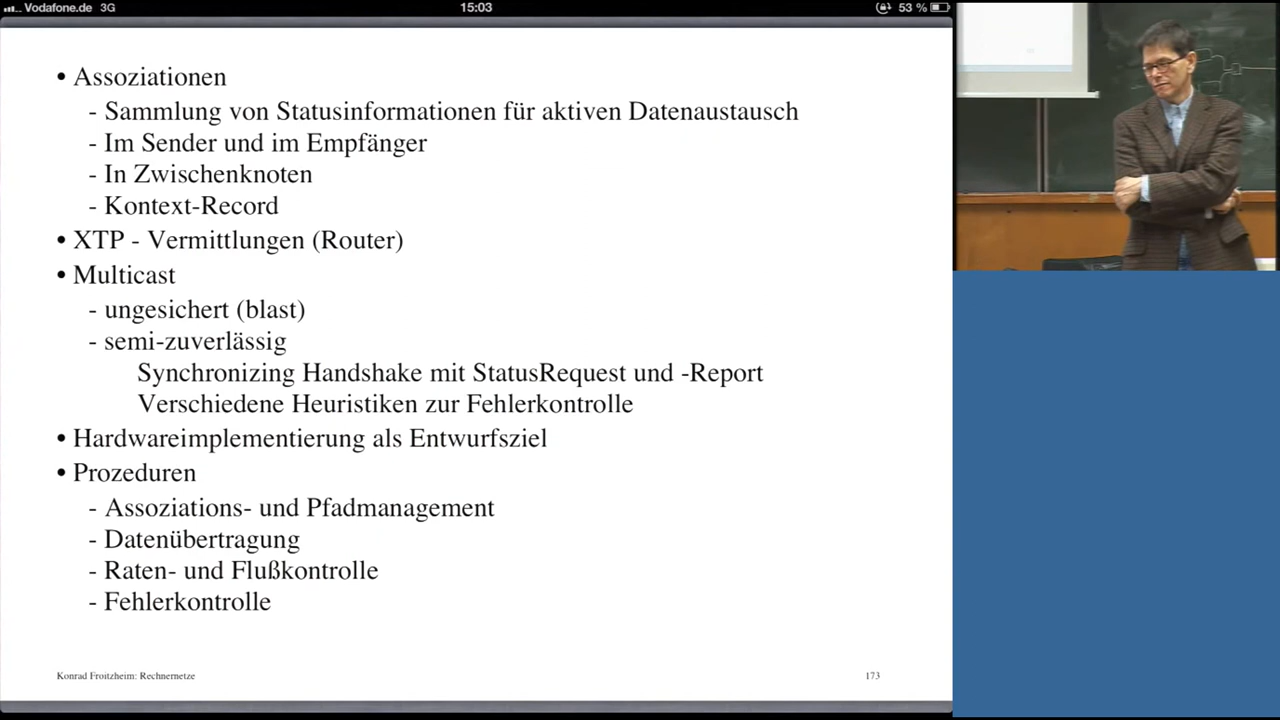 Vodafone.de 3G 15:03 53 %
• Assoziationen
- Sammlung von Statusinformationen für aktiven Datenaustausch
- Im Sender und im Empfänger
- In Zwischenknoten
- Kontext-Record
• XTP - Vermittlungen (Router)
• Multicast
- ungesichert (blast)
- semi-zuverlässig
Synchronizing Handshake mit StatusRequest und -Report
Verschiedene Heuristiken zur Fehlerkontrolle
• Hardwareimplementierung als Entwurfsziel
• Prozeduren
- Assoziations- und Pfadmanagement
- Datenübertragung
- Raten- und Flußkontrolle
- Fehlerkontrolle
Konrad Froitzheim: Rechnernetze 173